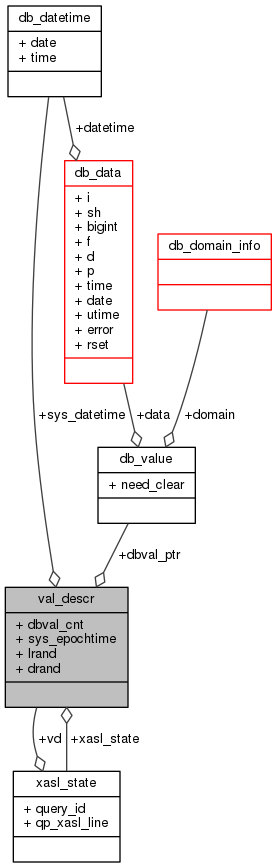 db_datetime
+ date
+ time
+datetime
db_data
+ i
+ sh
+ bigint
+ f
+ d
+ p
+ time
+ date
+ utime
+ error
+ rset
db_domain_info
+sys_datetime
+data
+domain
db_value
+ need_clear
+dbval_ptr
val_descr
+ dbval_cnt
+ sys_epochtime
+ lrand
+ drand
+vd
+xasl_state
xasl_state
+ query_id
+ qp_xasl_line